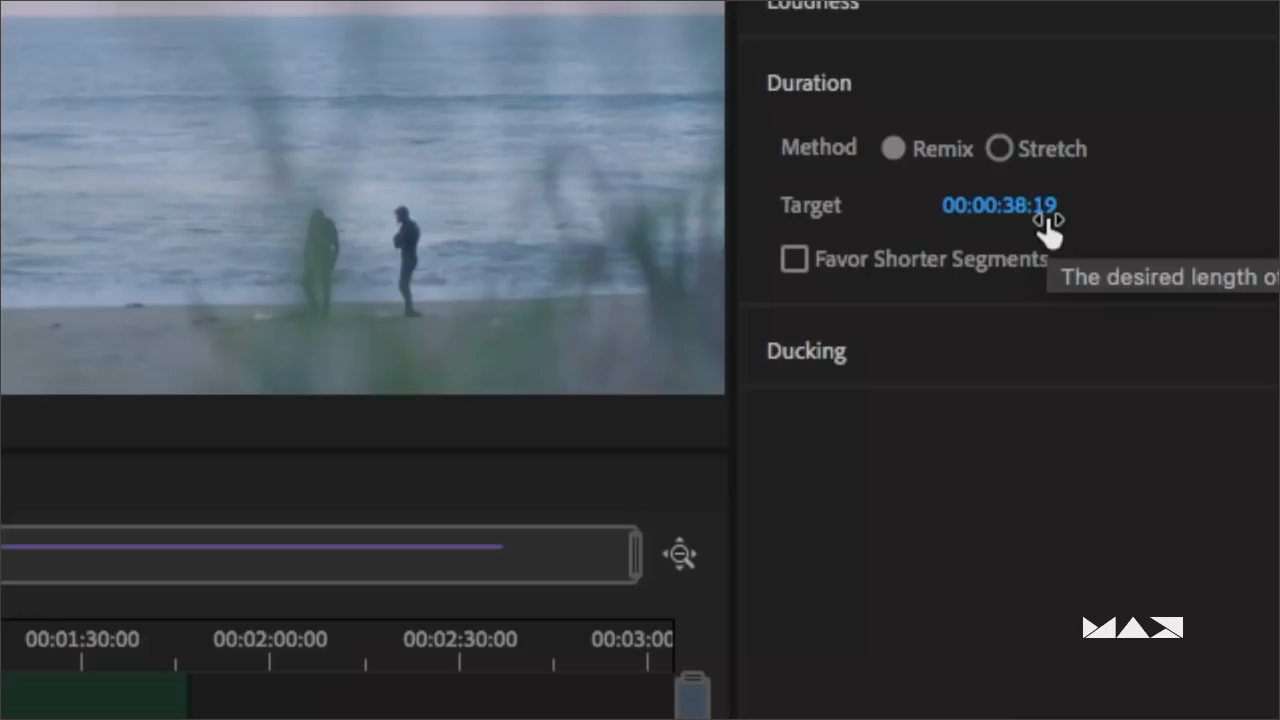 Loudness
Duration
Method Remix Stretch
Target 00:00:38:19
Favor Shorter Segments
The desired length of
Ducking
00:01:30:00 00:02:00:00 00:02:30:00 00:03:00
MAX